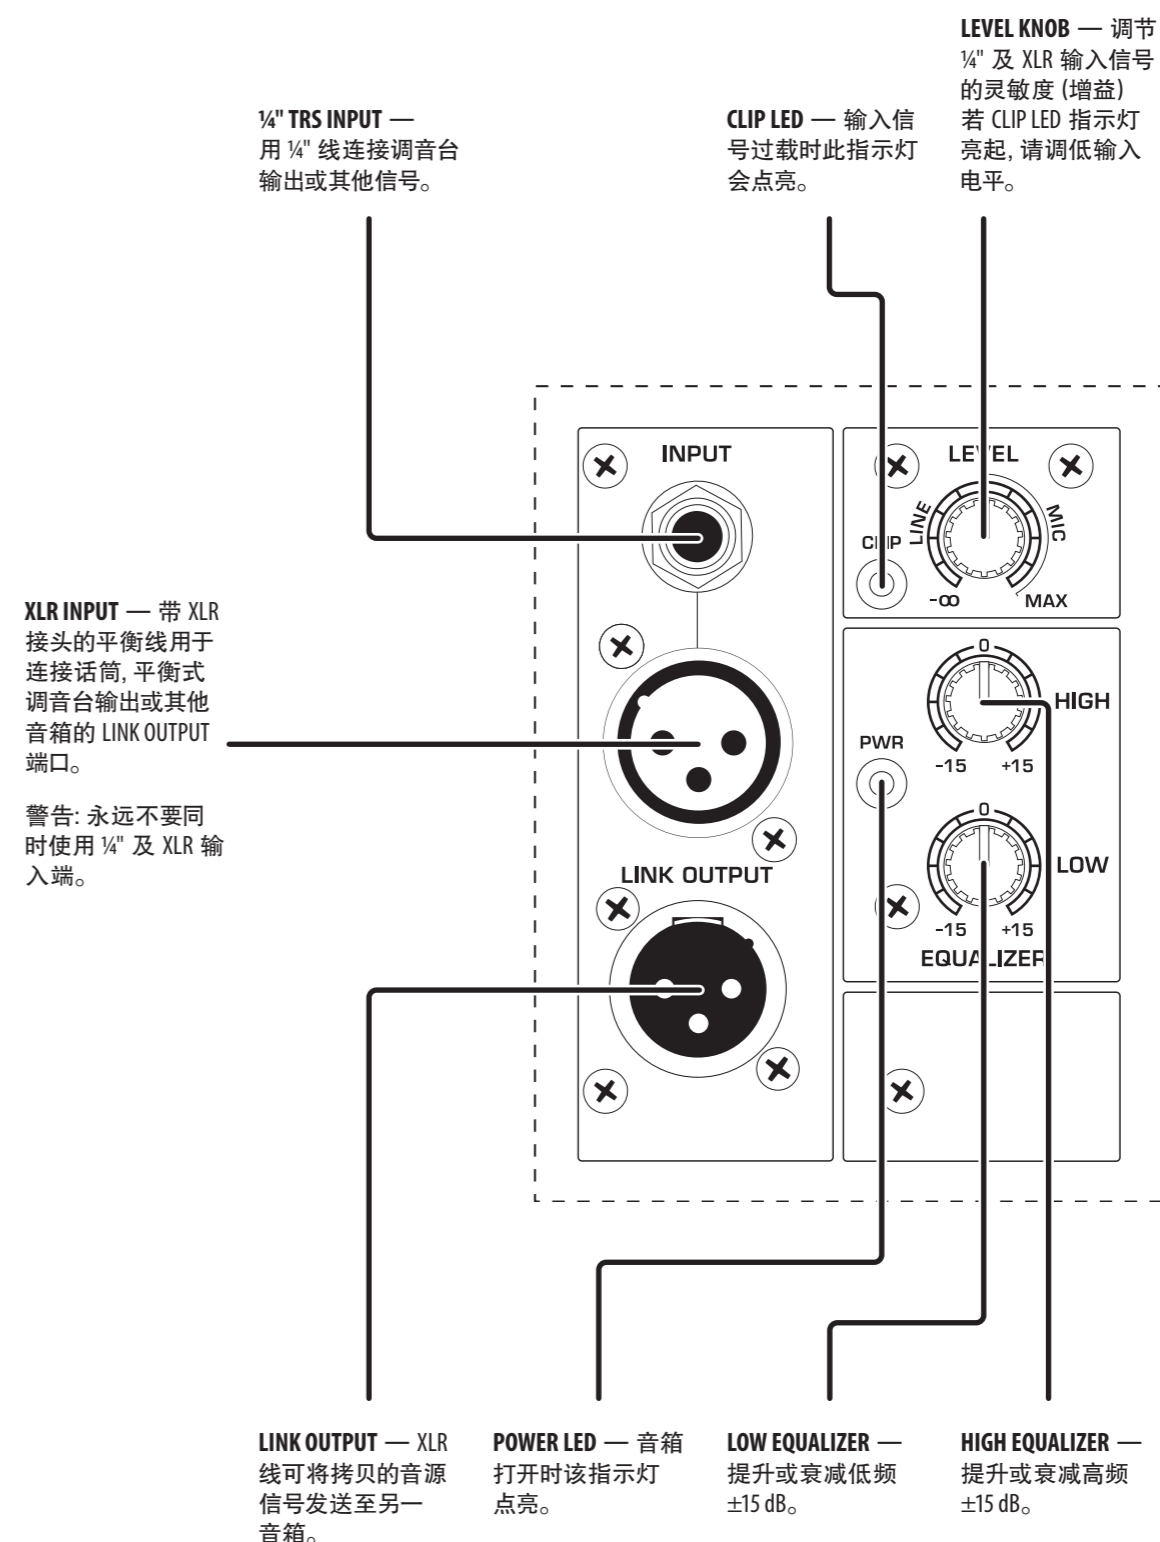 LEVEL KNOB — 调节
¼" 及 XLR 输入信号
的灵敏度 (增益)
若 CLIP LED 指示灯
亮起, 请调低输入
电平。
¼" TRS INPUT —
用 ¼" 线连接调音台
输出或其他信号。
CLIP LED — 输入信
号过载时此指示灯
会点亮。
XLR INPUT — 带 XLR
接头的平衡线用于
连接话筒, 平衡式
调音台输出或其他
音箱的 LINK OUTPUT
端口。
警告: 永远不要同
时使用 ¼" 及 XLR 输
入端。
INPUT
LINK OUTPUT
LEVEL
LINE
MIC
CLIP
-∞
MAX
0
HIGH
-15
+15
PWR
0
LOW
-15
+15
EQUALIZER
LINK OUTPUT — XLR
线可将拷贝的音源
信号发送至另一
音箱。
POWER LED — 音箱
打开时该指示灯
点亮。
LOW EQUALIZER —
提升或衰减低频
±15 dB。
HIGH EQUALIZER —
提升或衰减高频
±15 dB。